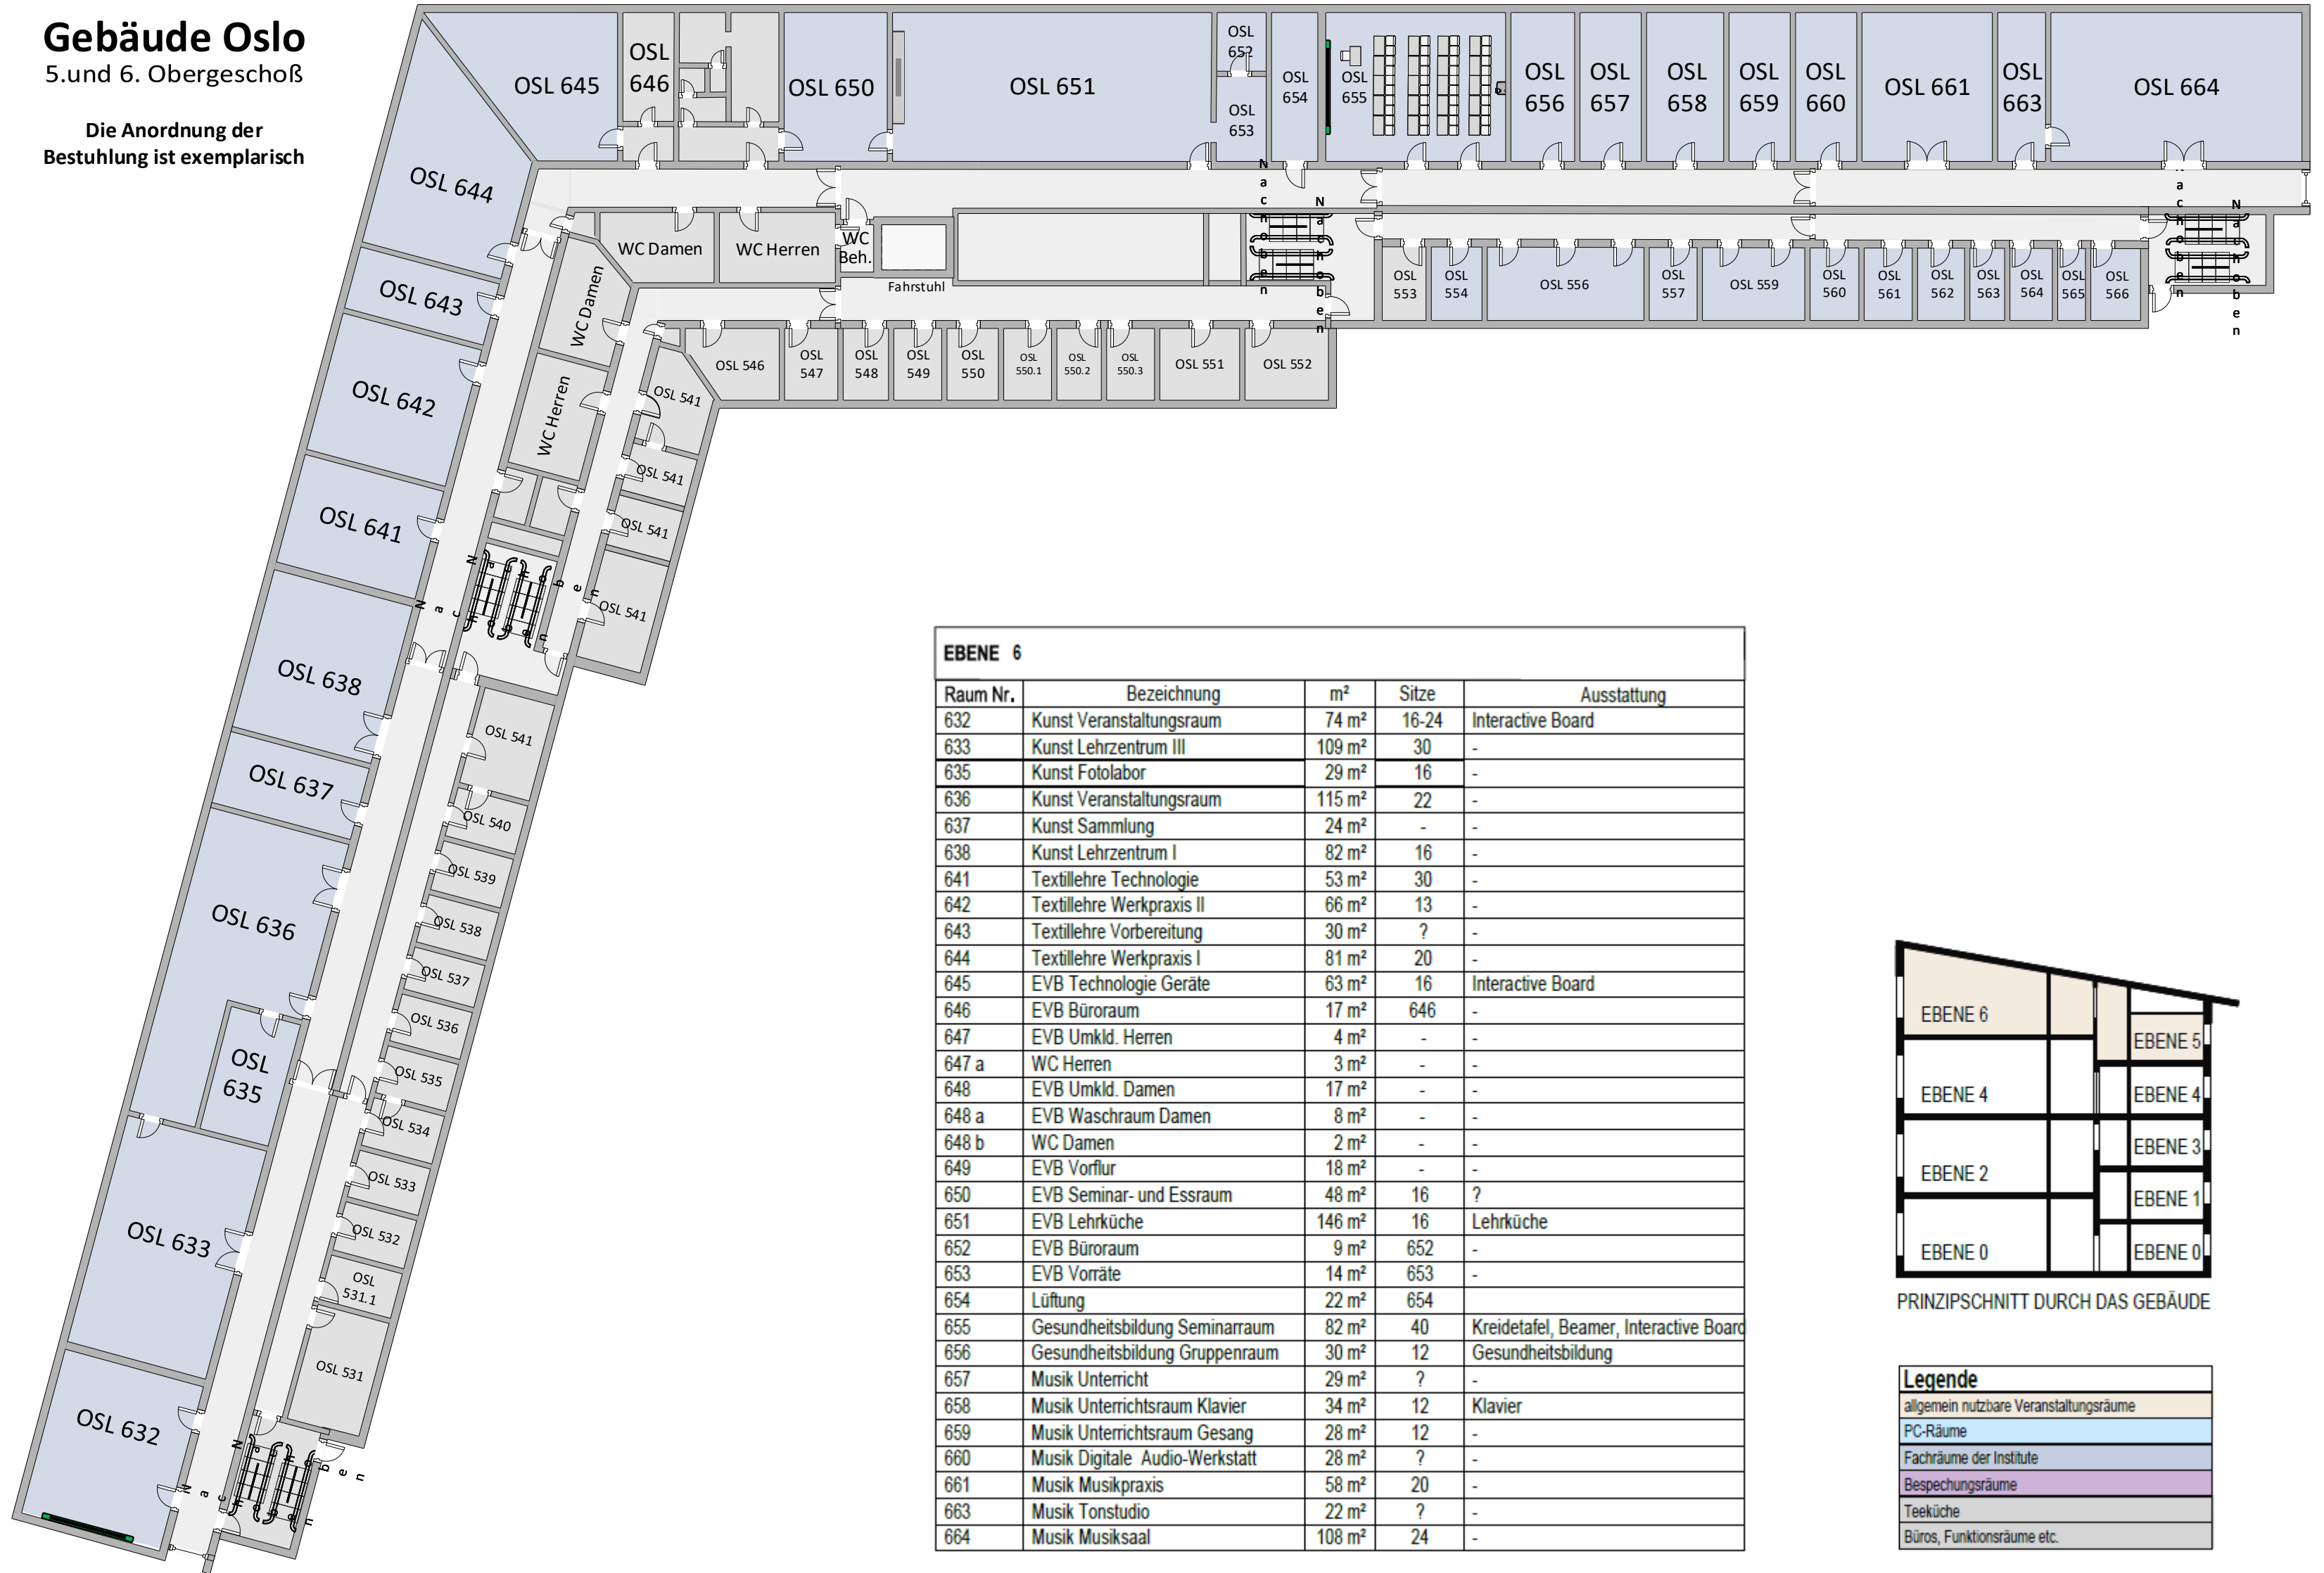 Gebäude Oslo
5.und 6. Obergeschoß
Die Anordnung der
Bestuhlung ist exemplarisch
OSL 645
OSL
646
OSL 650
OSL 651
OSL
652
OSL
653
OSL
654
OSL
655
OSL
656
OSL
657
OSL
658
OSL
659
OSL
660
OSL 661
OSL
663
OSL 664
OSL 644
OSL 643
OSL 642
OSL 641
OSL 638
OSL 637
OSL 636
OSL
635
OSL 633
OSL 632
WC Damen
WC Herren
WC
Beh.
Fahrstuhl
WC Damen
WC Herren
Nach oben
Nach oben
Nach oben
Nach oben
OSL
553
OSL
554
OSL 556
OSL
557
OSL 559
OSL
560
OSL
561
OSL
562
OSL
563
OSL
564
OSL
565
OSL
566
OSL 546
OSL
547
OSL
548
OSL
549
OSL
550
OSL
550.1
OSL
550.2
OSL
550.3
OSL 551
OSL 552
OSL 541
OSL 541
OSL 541
OSL 541
Nach oben
Nach oben
OSL 541
OSL 540
OSL 539
OSL 538
OSL 537
OSL 536
OSL 535
OSL 534
OSL 533
OSL 532
OSL
531.1
OSL 531
Nach oben
Nach oben
EBENE 6
Raum Nr. Bezeichnung m² Sitze Ausstattung
632 Kunst Veranstaltungsraum 74 m² 16-24 Interactive Board
633 Kunst Lehrzentrum III 109 m² 30 -
635 Kunst Fotolabor 29 m² 16 -
636 Kunst Veranstaltungsraum 115 m² 22 -
637 Kunst Sammlung 24 m² - -
638 Kunst Lehrzentrum I 82 m² 16 -
641 Textillehre Technologie 53 m² 30 -
642 Textillehre Werkpraxis II 66 m² 13 -
643 Textillehre Vorbereitung 30 m² ? -
644 Textillehre Werkpraxis I 81 m² 20 -
645 EVB Technologie Geräte 63 m² 16 Interactive Board
646 EVB Büroraum 17 m² 646 -
647 EVB Umkld. Herren 4 m² - -
647 a WC Herren 3 m² - -
648 EVB Umkld. Damen 17 m² - -
648 a EVB Waschraum Damen 8 m² - -
648 b WC Damen 2 m² - -
649 EVB Vorflur 18 m² - -
650 EVB Seminar- und Essraum 48 m² 16 ?
651 EVB Lehrküche 146 m² 16 Lehrküche
652 EVB Büroraum 9 m² 652 -
653 EVB Vorräte 14 m² 653 -
654 Lüftung 22 m² 654
655 Gesundheitsbildung Seminarraum 82 m² 40 Kreidetafel, Beamer, Interactive Board
656 Gesundheitsbildung Gruppenraum 30 m² 12 Gesundheitsbildung
657 Musik Unterricht 29 m² ? -
658 Musik Unterrichtsraum Klavier 34 m² 12 Klavier
659 Musik Unterrichtsraum Gesang 28 m² 12 -
660 Musik Digitale Audio-Werkstatt 28 m² ? -
661 Musik Musikpraxis 58 m² 20 -
663 Musik Tonstudio 22 m² ? -
664 Musik Musiksaal 108 m² 24 -
EBENE 6
EBENE 5
EBENE 4
EBENE 4
EBENE 3
EBENE 2
EBENE 1
EBENE 0
EBENE 0
PRINZIPSCHNITT DURCH DAS GEBÄUDE
Legende
allgemein nutzbare Veranstaltungsräume
PC-Räume
Fachräume der Institute
Bespechungsräume
Teeküche
Büros, Funktionsräume etc.